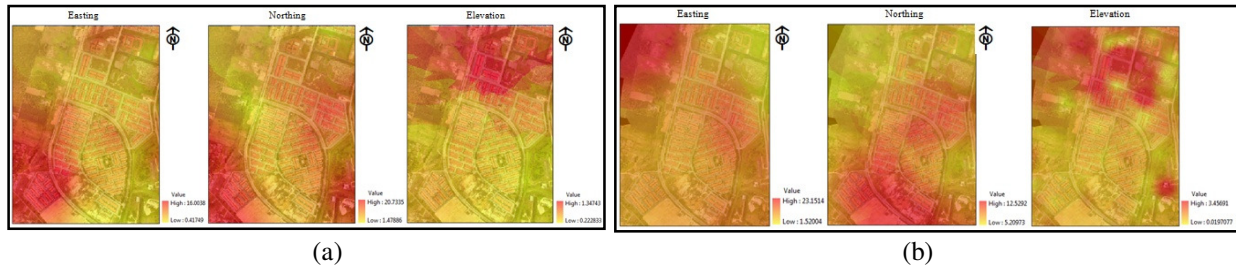 Easting
Northing
Elevation
N
N
N
Value
High : 16.0038
Low : 0.41749
Value
High : 20.7335
Low : 1.47886
Value
High : 1.34743
Low : 0.222833
(a)
Easting
Northing
Elevation
N
N
N
Value
High : 23.1514
Low : 1.52004
Value
High : 12.5292
Low : 5.20973
Value
High : 3.45691
Low : 0.0197077
(b)